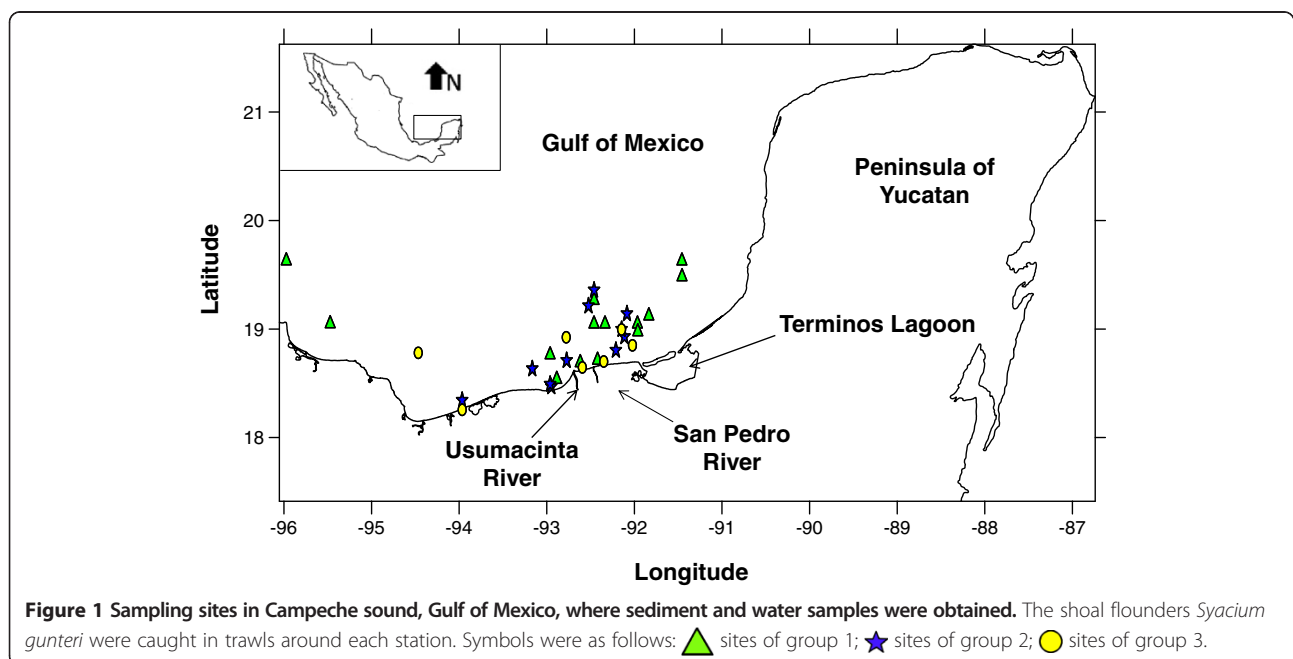 N
Gulf of Mexico
Peninsula of
Yucatan
Terminos Lagoon
San Pedro
River
Usumacinta
River
Latitude
21
20
19
18
-96 -95 -94 -93 -92 -91 -90 -89 -88 -87
Longitude
Figure 1 Sampling sites in Campeche sound, Gulf of Mexico, where sediment and water samples were obtained. The shoal flounders Syacium
gunteri were caught in trawls around each station. Symbols were as follows: sites of group 1; sites of group 2; sites of group 3.